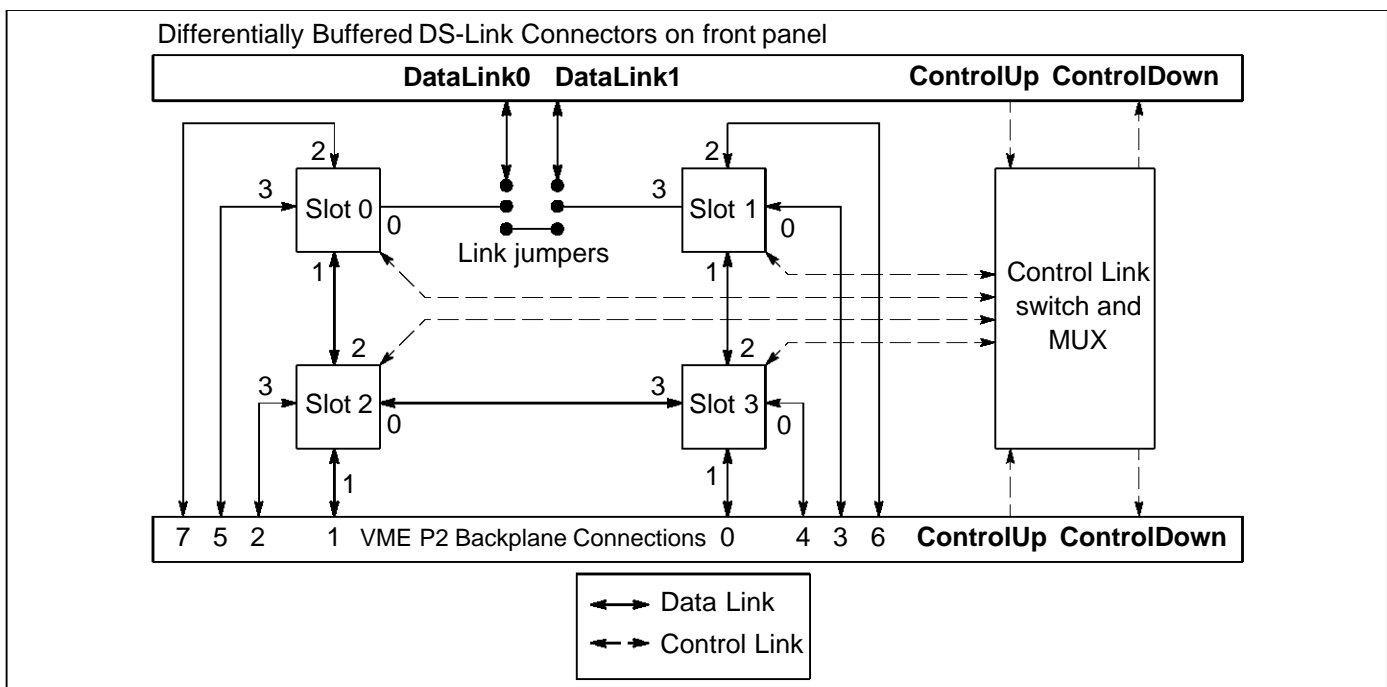 Differentially Buffered DS-Link Connectors on front panel
DataLink0 DataLink1 ControlUp ControlDown
2 2
3 Slot 0 0 3 Slot 1 0
Link jumpers
1 1
Control Link
switch and
MUX
2 2
3 Slot 2 0 3 Slot 3 0
1 1
7 5 2 1 VME P2 Backplane Connections 0 4 3 6 ControlUp ControlDown
Data Link
Control Link